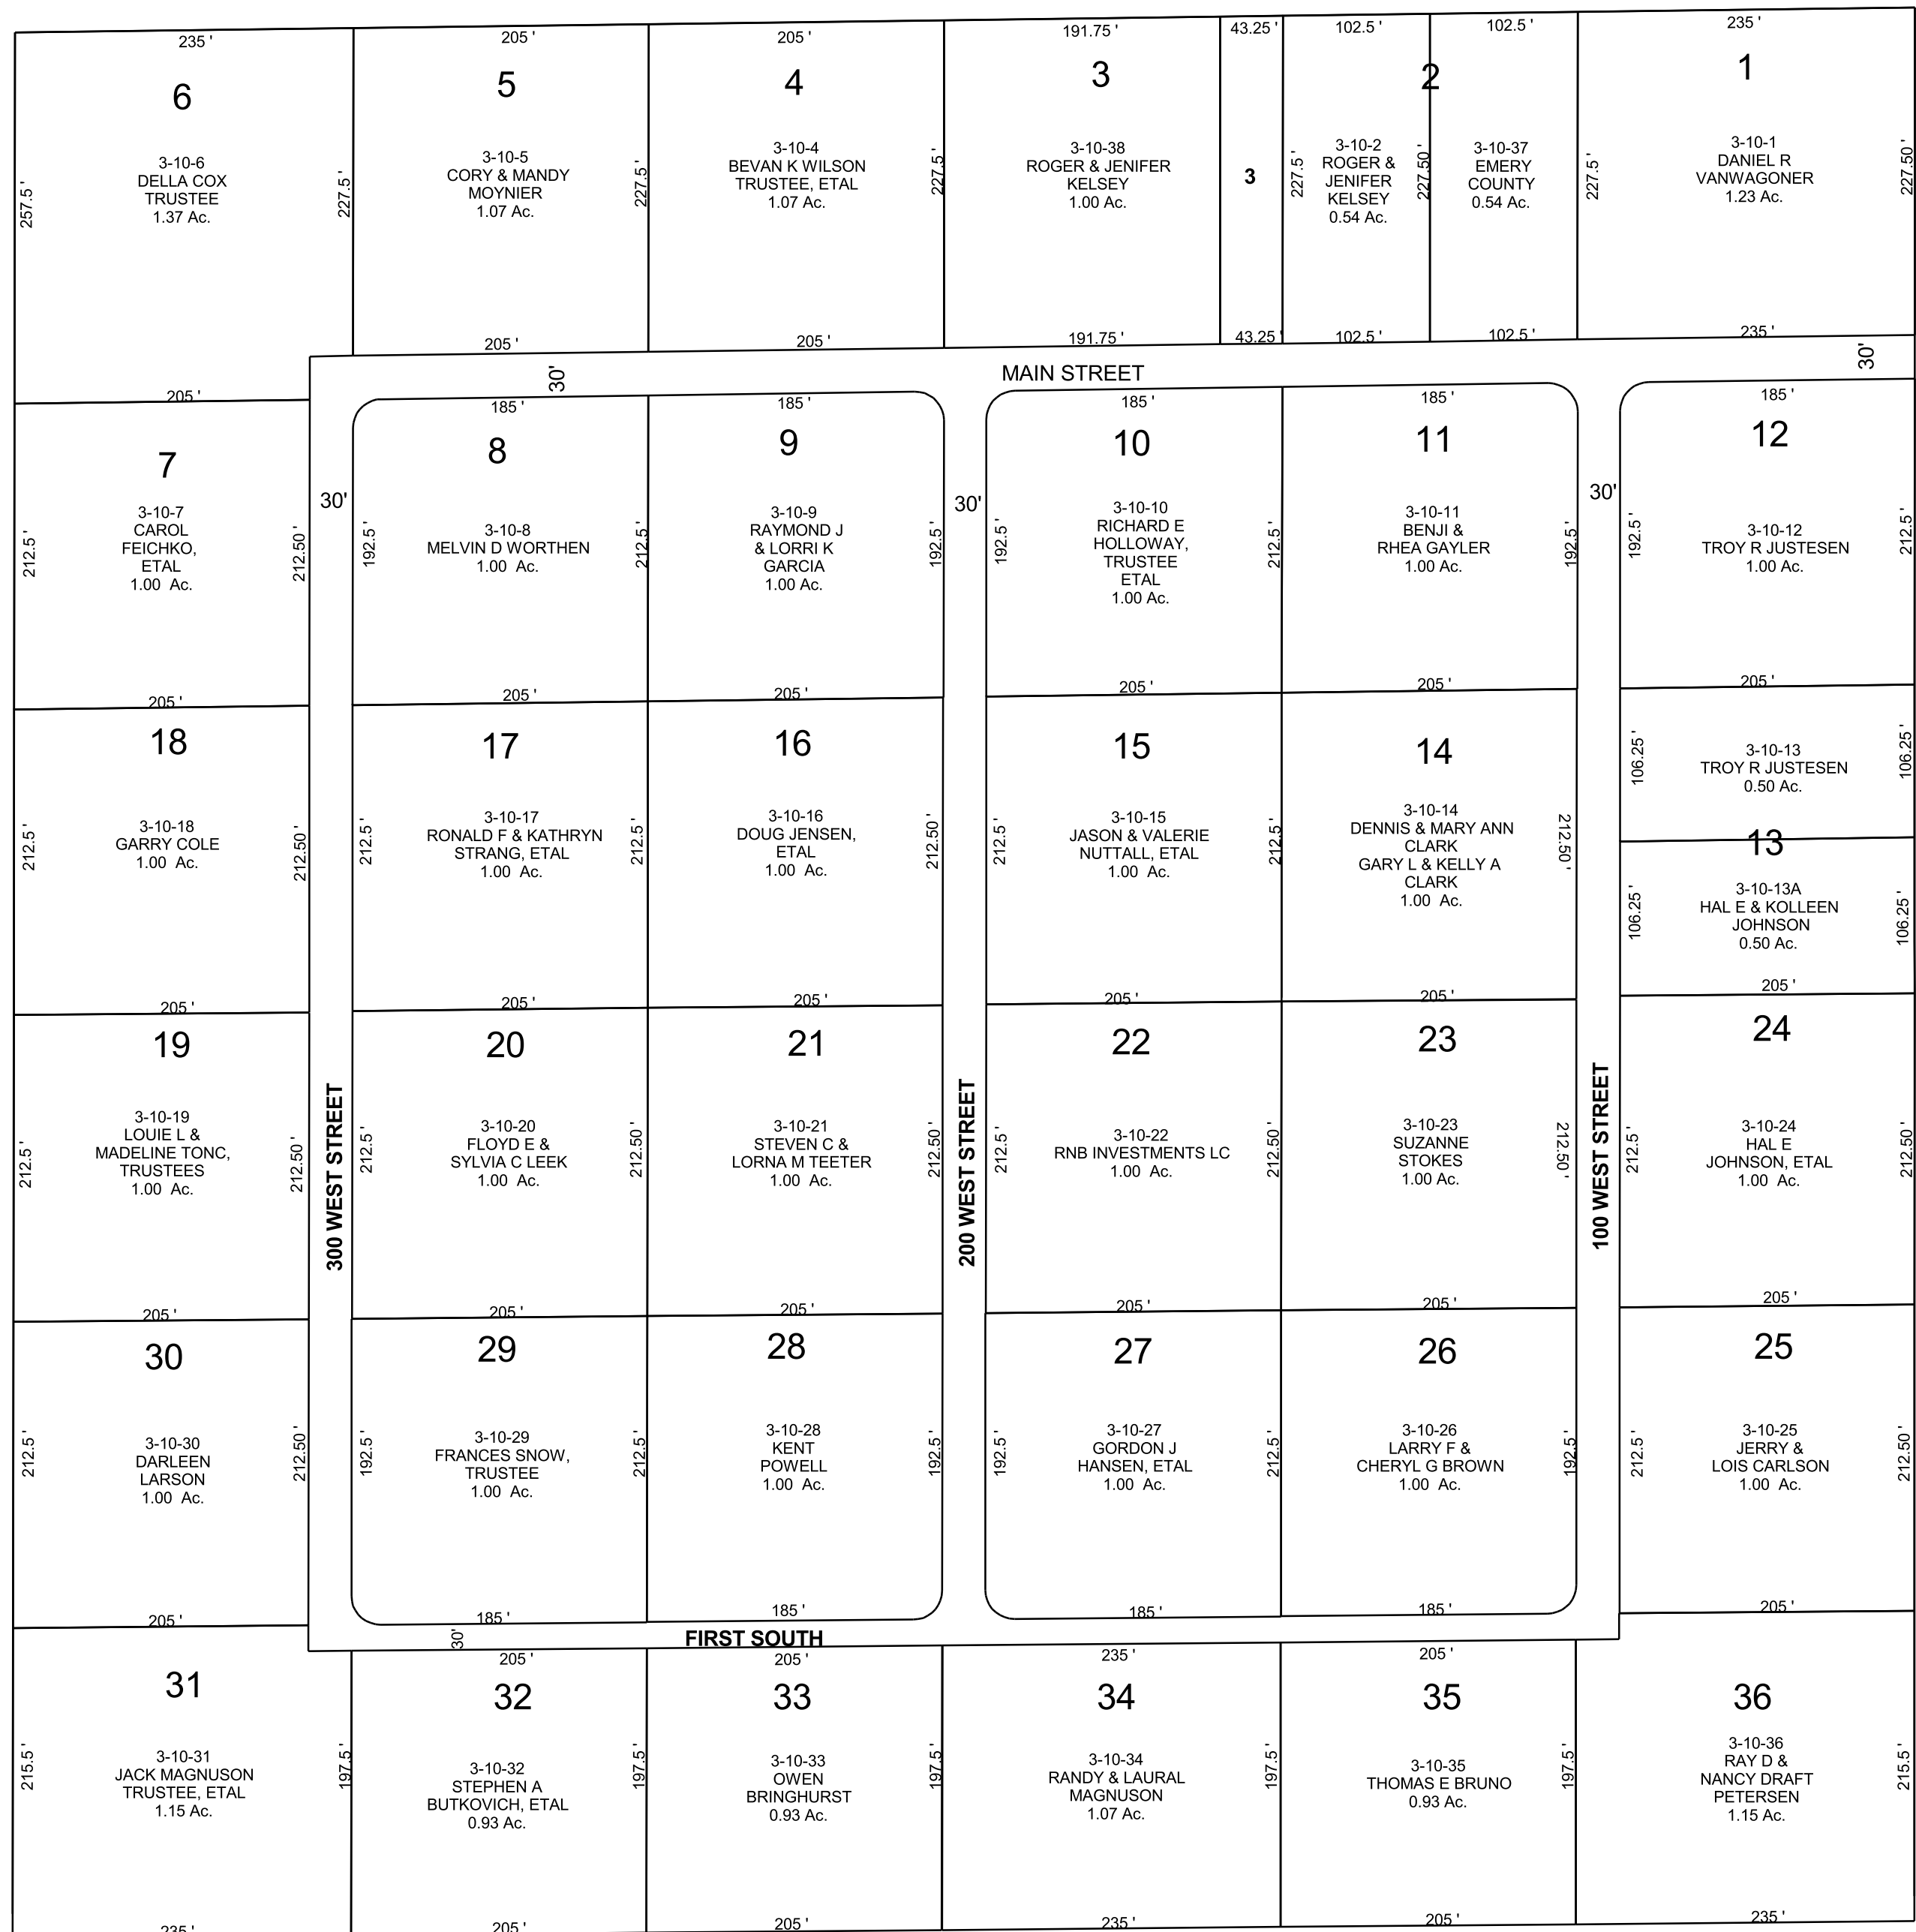 235 '
205 '
205 '
191.75 '
43.25 '
102.5 '
102.5 '
235 '
6
5
4
3
2
1
257.5 '
3-10-6
DELLA COX
TRUSTEE
1.37 Ac.
227.5 '
3-10-5
CORY & MANDY
MOYNIER
1.07 Ac.
227.5 '
3-10-4
BEVAN K WILSON
TRUSTEE, ETAL
1.07 Ac.
227.5 '
3-10-38
ROGER & JENIFER
KELSEY
1.00 Ac.
3
227.5 '
3-10-2
ROGER &
JENIFER
KELSEY
0.54 Ac.
227.50 '
3-10-37
EMERY
COUNTY
0.54 Ac.
227.5 '
3-10-1
DANIEL R
VANWAGONER
1.23 Ac.
227.50 '
205 '
205 '
191.75 '
43.25 '
102.5 '
102.5 '
235 '
30'
MAIN STREET
30'
205 '
185 '
185 '
185 '
185 '
185 '
7
8
9
10
11
12
30'
30'
30'
212.5 '
3-10-7
CAROL
FEICHKO,
ETAL
1.00 Ac.
212.50 '
192.5 '
3-10-8
MELVIN D WORTHEN
1.00 Ac.
212.5 '
3-10-9
RAYMOND J
& LORRI K
GARCIA
1.00 Ac.
192.5 '
192.5 '
3-10-10
RICHARD E
HOLLOWAY,
TRUSTEE
ETAL
1.00 Ac.
212.5 '
3-10-11
BENJI &
RHEA GAYLER
1.00 Ac.
192.5 '
192.5 '
3-10-12
TROY R JUSTESEN
1.00 Ac.
212.5 '
205 '
205 '
205 '
205 '
205 '
205 '
18
17
16
15
14
212.5 '
3-10-18
GARRY COLE
1.00 Ac.
212.50 '
212.5 '
3-10-17
RONALD F & KATHRYN
STRANG, ETAL
1.00 Ac.
212.5 '
3-10-16
DOUG JENSEN,
ETAL
1.00 Ac.
212.50 '
212.5 '
3-10-15
JASON & VALERIE
NUTTALL, ETAL
1.00 Ac.
212.5 '
3-10-14
DENNIS & MARY ANN
CLARK
GARY L & KELLY A
CLARK
1.00 Ac.
212.50 '
106.25 '
3-10-13
TROY R JUSTESEN
0.50 Ac.
106.25 '
13
106.25 '
3-10-13A
HAL E & KOLLEEN
JOHNSON
0.50 Ac.
106.25 '
205 '
205 '
205 '
205 '
205 '
205 '
19
20
21
22
23
24
212.5 '
3-10-19
LOUIE L &
MADELINE TONC,
TRUSTEES
1.00 Ac.
212.50 '
300 WEST STREET
212.5 '
3-10-20
FLOYD E &
SYLVIA C LEEK
1.00 Ac.
212.50 '
3-10-21
STEVEN C &
LORNA M TEETER
1.00 Ac.
212.50 '
200 WEST STREET
212.5 '
3-10-22
RNB INVESTMENTS LC
1.00 Ac.
212.50 '
3-10-23
SUZANNE
STOKES
1.00 Ac.
212.50 '
100 WEST STREET
212.5 '
3-10-24
HAL E
JOHNSON, ETAL
1.00 Ac.
212.50 '
205 '
205 '
205 '
205 '
205 '
205 '
30
29
28
27
26
25
212.5 '
3-10-30
DARLEEN
LARSON
1.00 Ac.
212.50 '
192.5 '
3-10-29
FRANCES SNOW,
TRUSTEE
1.00 Ac.
212.5 '
3-10-28
KENT
POWELL
1.00 Ac.
192.5 '
192.5 '
3-10-27
GORDON J
HANSEN, ETAL
1.00 Ac.
212.5 '
3-10-26
LARRY F &
CHERYL G BROWN
1.00 Ac.
192.5 '
212.5 '
3-10-25
JERRY &
LOIS CARLSON
1.00 Ac.
212.50 '
205 '
185 '
185 '
185 '
185 '
205 '
30'
FIRST SOUTH
205 '
205 '
235 '
205 '
31
32
33
34
35
36
215.5 '
3-10-31
JACK MAGNUSON
TRUSTEE, ETAL
1.15 Ac.
197.5 '
3-10-32
STEPHEN A
BUTKOVICH, ETAL
0.93 Ac.
197.5 '
3-10-33
OWEN
BRINGHURST
0.93 Ac.
197.5 '
3-10-34
RANDY & LAURAL
MAGNUSON
1.07 Ac.
197.5 '
3-10-35
THOMAS E BRUNO
0.93 Ac.
197.5 '
3-10-36
RAY D &
NANCY DRAFT
PETERSEN
1.15 Ac.
215.5 '
235 '
205 '
205 '
235 '
205 '
235 '